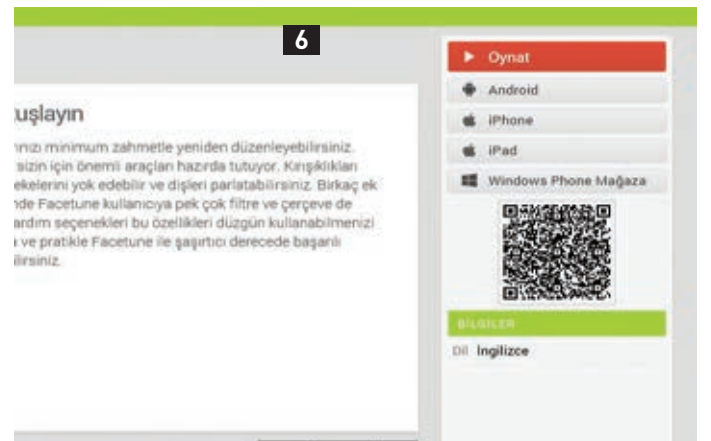 6
uşlayın
nnızı minimum zahmetle yeniden düzenleyebilirsiniz.
sizin için önemli araçları hazırda tutuyor. Kırışıklıkları
ekelerini yok edebilir ve dişleri parlatabilirsiniz. Birkaç ek
nde Facetune kullanıcıya pek çok filtre ve çerçeve de
ardım seçenekleri bu özellikleri düzgün kullanabilmenizi
ve pratikle Facetune ile şaşırtıcı derecede başarılı
ilirsiniz.
Oynat
Android
iPhone
iPad
Windows Phone Mağaza
BİLGİLER
Dil İngilizce